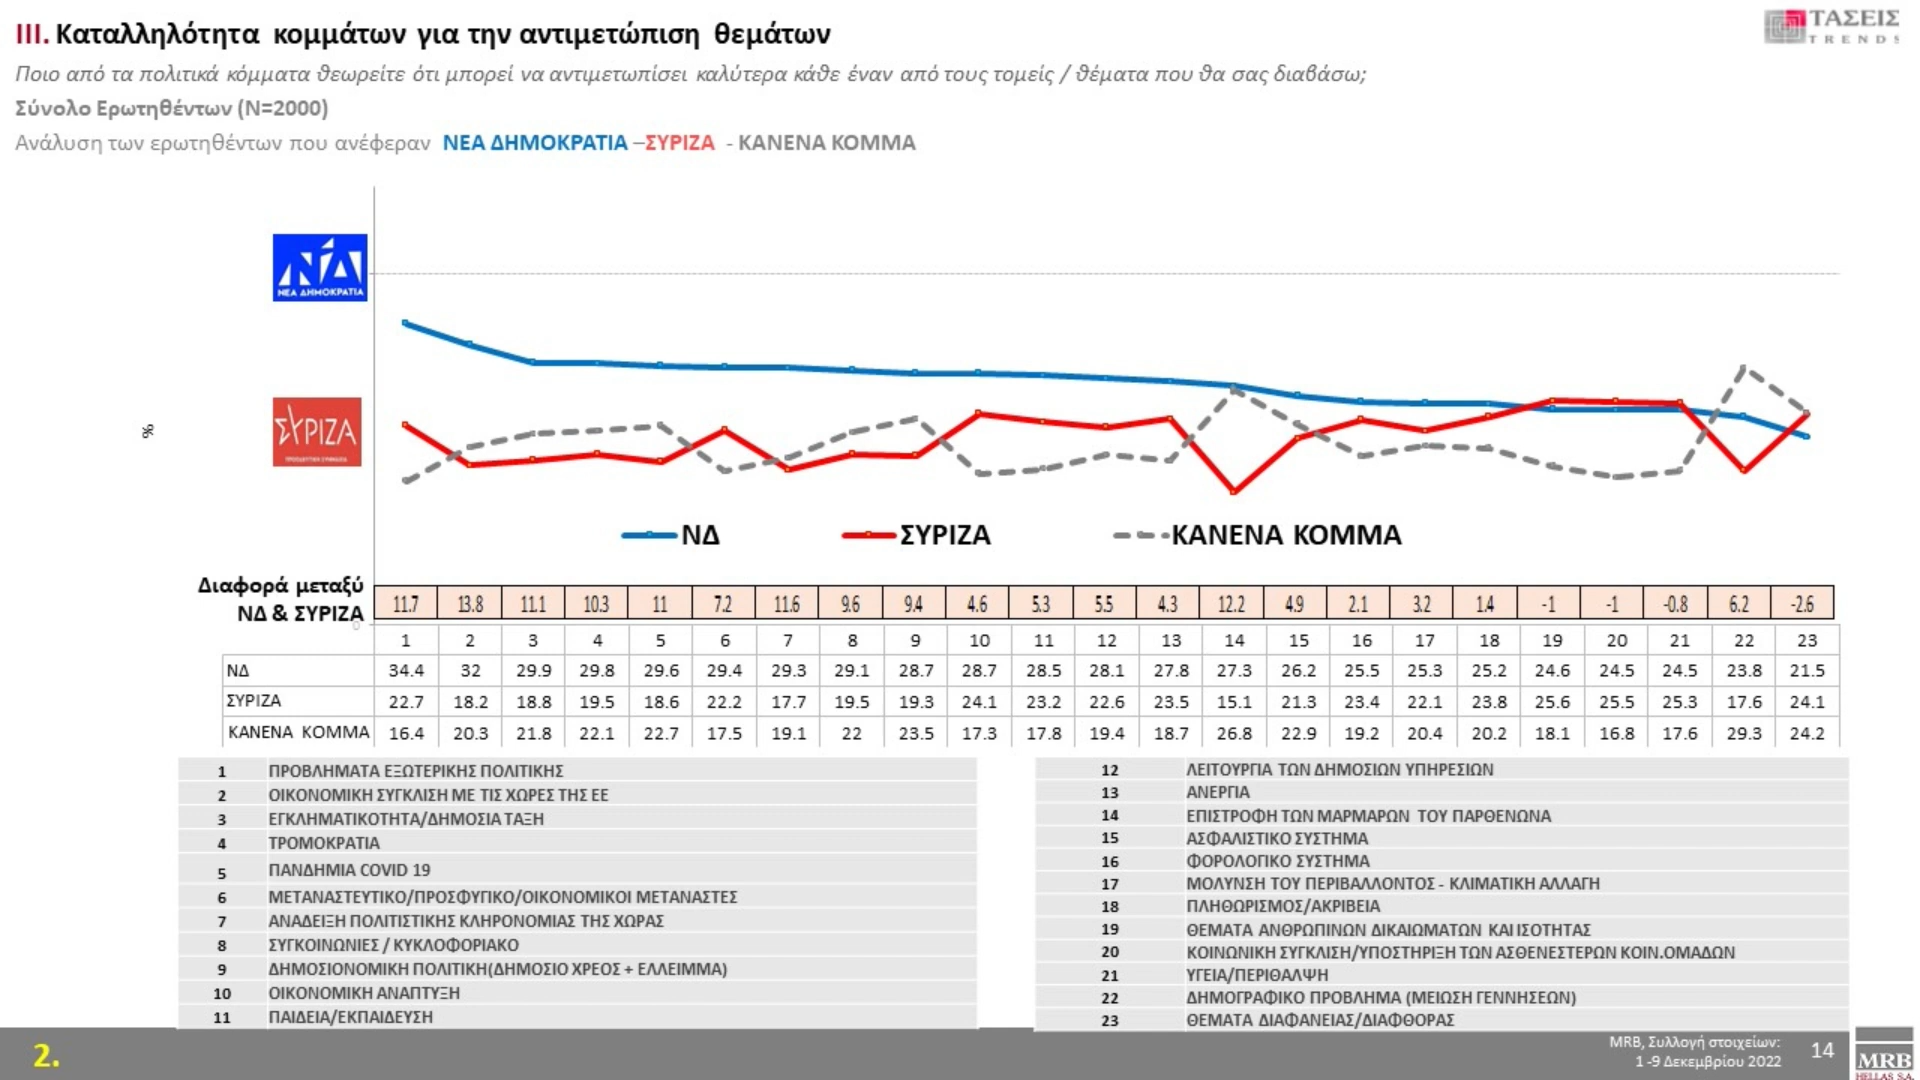 III. Καταλληλότητα κομμάτων για την αντιμετώπιση θεμάτων
ΤΑΣΕΙΣ
TRENDS
Ποιο από τα πολιτικά κόμματα θεωρείτε ότι μπορεί να αντιμετωπίσει καλύτερα κάθε έναν από τους τομείς / θέματα που θα σας διαβάσω;
Σύνολο Ερωτηθέντων (N=2000)
Ανάλυση των ερωτηθέντων που ανέφεραν ΝΕΑ ΔΗΜΟΚΡΑΤΙΑ –ΣΥΡΙΖΑ - ΚΑΝΕΝΑ ΚΟΜΜΑ
ΝΔ
ΝΕΑ ΔΗΜΟΚΡΑΤΙΑ
ΣΥΡΙΖΑ
%
ΝΔ ΣΥΡΙΖΑ ΚΑΝΕΝΑ ΚΟΜΜΑ
Διαφορά μεταξύ
ΝΔ & ΣΥΡΙΖΑ
11.7 13.8 11.1 10.3 11 7.2 11.6 9.6 9.4 4.6 5.3 5.5 4.3 12.2 4.9 2.1 3.2 1.4 -1 -1 -0.8 6.2 -2.6
0
1 2 3 4 5 6 7 8 9 10 11 12 13 14 15 16 17 18 19 20 21 22 23
ΝΔ 34.4 32 29.9 29.8 29.6 29.4 29.3 29.1 28.7 28.7 28.5 28.1 27.8 27.3 26.2 25.5 25.3 25.2 24.6 24.5 24.5 23.8 21.5
ΣΥΡΙΖΑ 22.7 18.2 18.8 19.5 18.6 22.2 17.7 19.5 19.3 24.1 23.2 22.6 23.5 15.1 21.3 23.4 22.1 23.8 25.6 25.5 25.3 17.6 24.1
ΚΑΝΕΝΑ ΚΟΜΜΑ 16.4 20.3 21.8 22.1 22.7 17.5 19.1 22 23.5 17.3 17.8 19.4 18.7 26.8 22.9 19.2 20.4 20.2 18.1 16.8 17.6 29.3 24.2
1 ΠΡΟΒΛΗΜΑΤΑ ΕΞΩΤΕΡΙΚΗΣ ΠΟΛΙΤΙΚΗΣ
2 ΟΙΚΟΝΟΜΙΚΗ ΣΥΓΚΛΙΣΗ ΜΕ ΤΙΣ ΧΩΡΕΣ ΤΗΣ ΕΕ
3 ΕΓΚΛΗΜΑΤΙΚΟΤΗΤΑ/ΔΗΜΟΣΙΑ ΤΑΞΗ
4 ΤΡΟΜΟΚΡΑΤΙΑ
5 ΠΑΝΔΗΜΙΑ COVID 19
6 ΜΕΤΑΝΑΣΤΕΥΤΙΚΟ/ΠΡΟΣΦΥΓΙΚΟ/ΟΙΚΟΝΟΜΙΚΟΙ ΜΕΤΑΝΑΣΤΕΣ
7 ΑΝΑΔΕΙΞΗ ΠΟΛΙΤΙΣΤΙΚΗΣ ΚΛΗΡΟΝΟΜΙΑΣ ΤΗΣ ΧΩΡΑΣ
8 ΣΥΓΚΟΙΝΩΝΙΕΣ / ΚΥΚΛΟΦΟΡΙΑΚΟ
9 ΔΗΜΟΣΙΟΝΟΜΙΚΗ ΠΟΛΙΤΙΚΗ(ΔΗΜΟΣΙΟ ΧΡΕΟΣ + ΕΛΛΕΙΜΜΑ)
10 ΟΙΚΟΝΟΜΙΚΗ ΑΝΑΠΤΥΞΗ
11 ΠΑΙΔΕΙΑ/ΕΚΠΑΙΔΕΥΣΗ
12 ΛΕΙΤΟΥΡΓΙΑ ΤΩΝ ΔΗΜΟΣΙΩΝ ΥΠΗΡΕΣΙΩΝ
13 ΑΝΕΡΓΙΑ
14 ΕΠΙΣΤΡΟΦΗ ΤΩΝ ΜΑΡΜΑΡΩΝ ΤΟΥ ΠΑΡΘΕΝΩΝΑ
15 ΑΣΦΑΛΙΣΤΙΚΟ ΣΥΣΤΗΜΑ
16 ΦΟΡΟΛΟΓΙΚΟ ΣΥΣΤΗΜΑ
17 ΜΟΛΥΝΣΗ ΤΟΥ ΠΕΡΙΒΑΛΛΟΝΤΟΣ - ΚΛΙΜΑΤΙΚΗ ΑΛΛΑΓΗ
18 ΠΛΗΘΩΡΙΣΜΟΣ/ΑΚΡΙΒΕΙΑ
19 ΘΕΜΑΤΑ ΑΝΘΡΩΠΙΝΩΝ ΔΙΚΑΙΩΜΑΤΩΝ ΚΑΙ ΙΣΟΤΗΤΑΣ
20 ΚΟΙΝΩΝΙΚΗ ΣΥΓΚΛΙΣΗ/ΥΠΟΣΤΗΡΙΞΗ ΤΩΝ ΑΣΘΕΝΕΣΤΕΡΩΝ ΚΟΙΝ.ΟΜΑΔΩΝ
21 ΥΓΕΙΑ/ΠΕΡΙΘΑΛΨΗ
22 ΔΗΜΟΓΡΑΦΙΚΟ ΠΡΟΒΛΗΜΑ (ΜΕΙΩΣΗ ΓΕΝΝΗΣΕΩΝ)
23 ΘΕΜΑΤΑ ΔΙΑΦΑΝΕΙΑΣ/ΔΙΑΦΘΟΡΑΣ
2.
MRB, Συλλογή στοιχείων:
1 -9 Δεκεμβρίου 2022
14
MRB
HELLAS S.A.